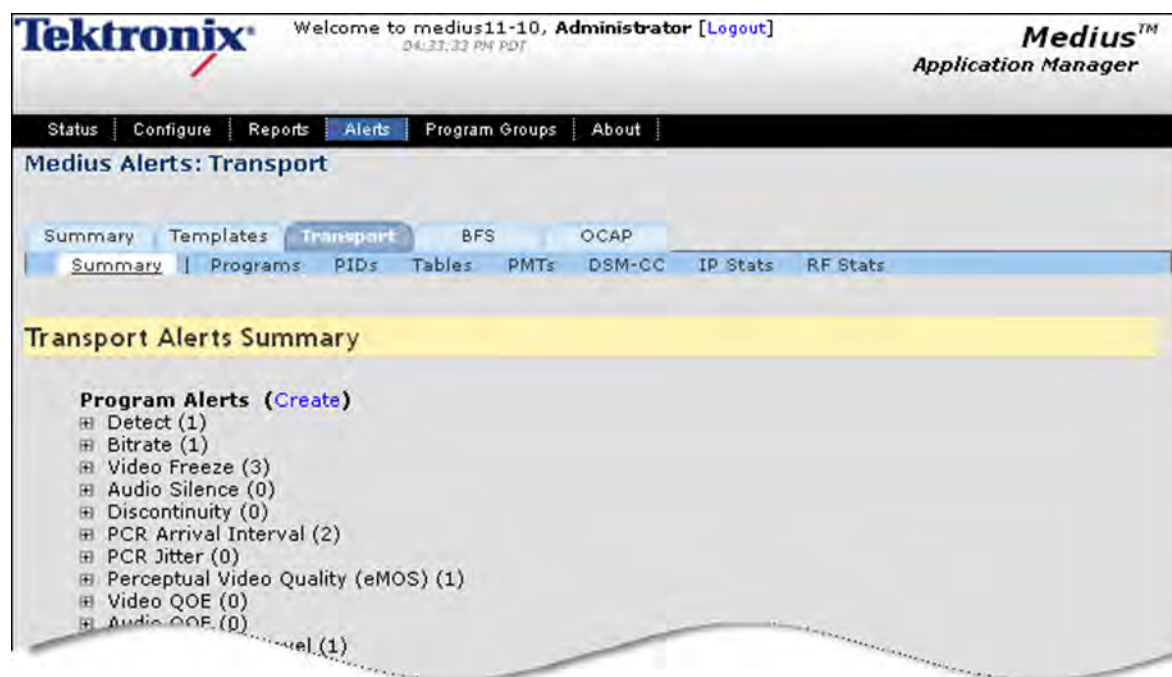 Tektronix
Welcome to medius11-10, Administrator [Logout]
04:33:33 PM PDT
Medius™
Application Manager
Status Configure Reports Alerts Program Groups About
Medius Alerts: Transport
Summary Templates Transport BFS OCAP
Summary | Programs PIDs Tables PMTs DSM-CC IP Stats RF Stats
Transport Alerts Summary
Program Alerts (Create)
Detect (1)
Bitrate (1)
Video Freeze (3)
Audio Silence (0)
Discontinuity (0)
PCR Arrival Interval (2)
PCR Jitter (0)
Perceptual Video Quality (eMOS) (1)
Video QOE (0)
Audio QOE (0)
(1)